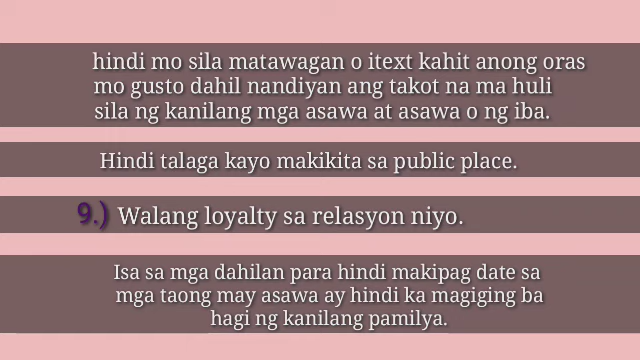 hindi mo sila matawagan o itext kahit anong oras
mo gusto dahil nandiyan ang takot na ma huli
sila ng kanilang mga asawa at asawa o ng iba.
Hindi talaga kayo makikita sa public place.
9.) Walang loyalty sa relasyon niyo.
Isa sa mga dahilan para hindi makipag date sa
mga taong may asawa ay hindi ka magiging ba
hagi ng kanilang pamilya.